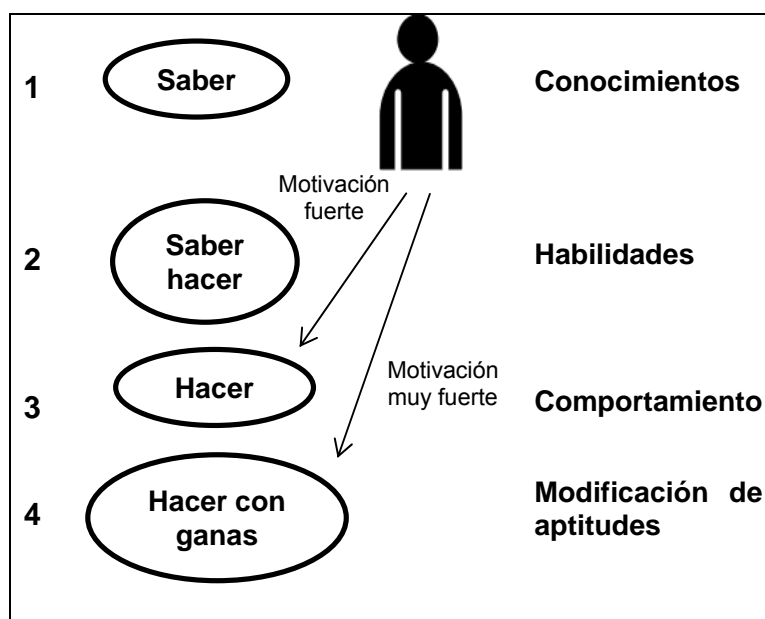 1
Saber
Conocimientos
Motivación
fuerte
2
Saber
hacer
Habilidades
Motivación
muy fuerte
3
Hacer
Comportamiento
4
Hacer con
ganas
Modificación de
aptitudes